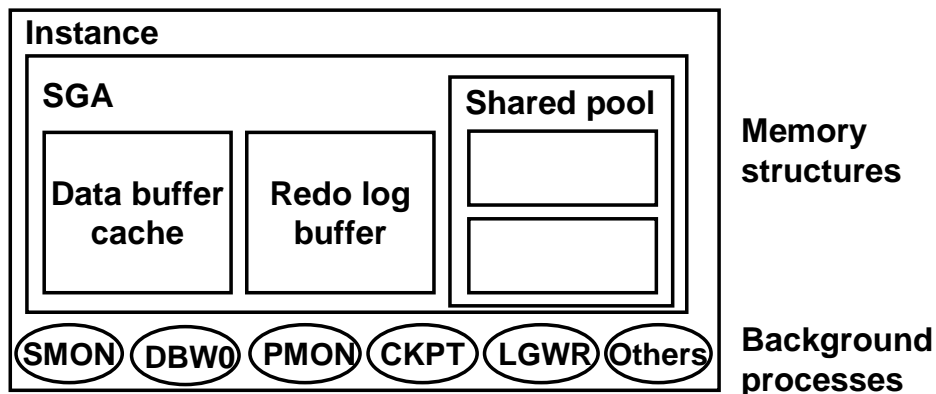 Instance
SGA
Shared pool
Data buffer
cache
Redo log
buffer
Memory
structures
SMON
DBW0
PMON
CKPT
LGWR
Others
Background
processes